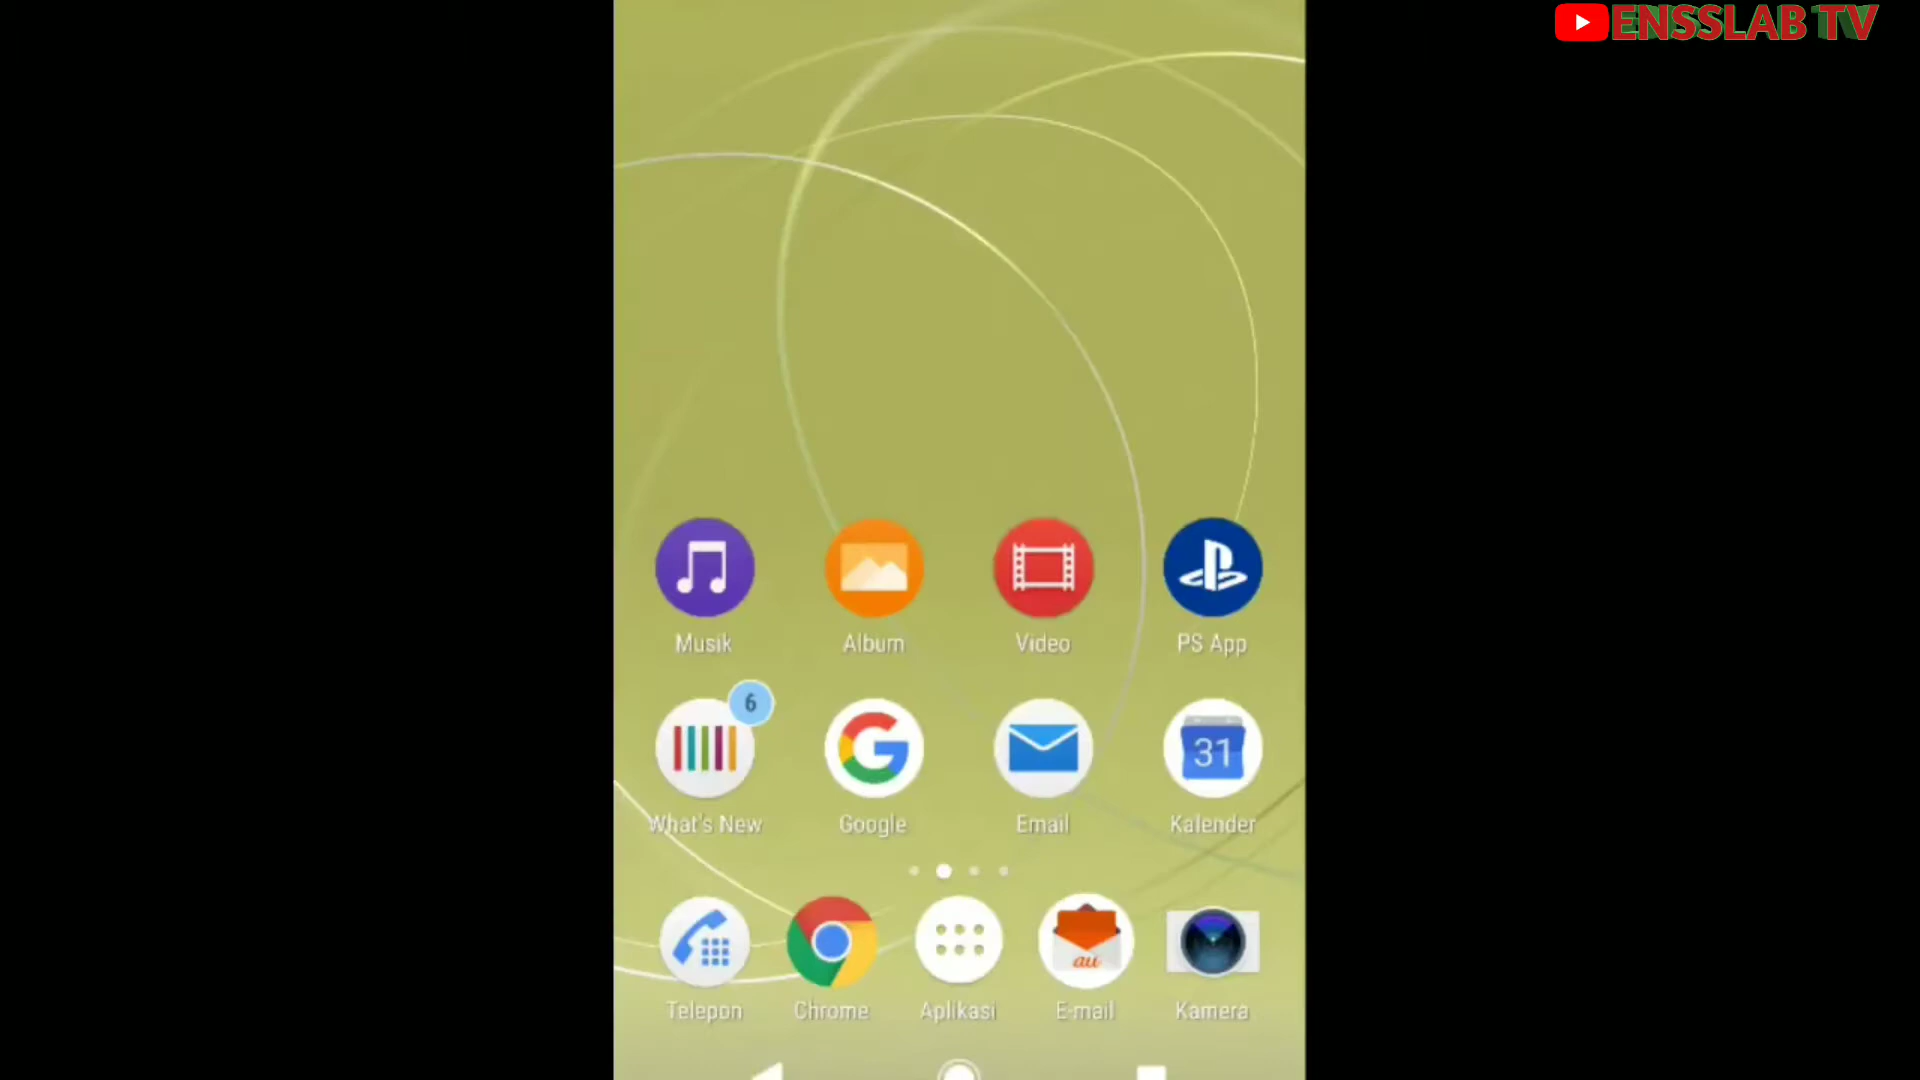 ENSSLAB TV
Musik
Album
Video
PS App
6
What's New
Google
Email
31
Kalender
Telepon
Chrome
Aplikasi
au
E-mail
Kamera